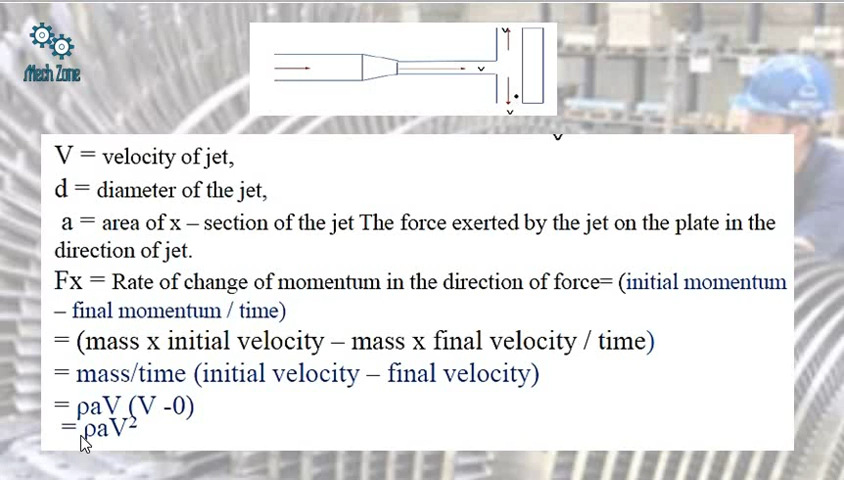 Mech Zone
V
V
V
V
V = velocity of jet,
d = diameter of the jet,
a = area of x – section of the jet The force exerted by the jet on the plate in the
direction of jet.
Fx = Rate of change of momentum in the direction of force= (initial momentum
– final momentum / time)
= (mass x initial velocity – mass x final velocity / time)
= mass/time (initial velocity – final velocity)
= ρaV (V -0)
= ρaV²